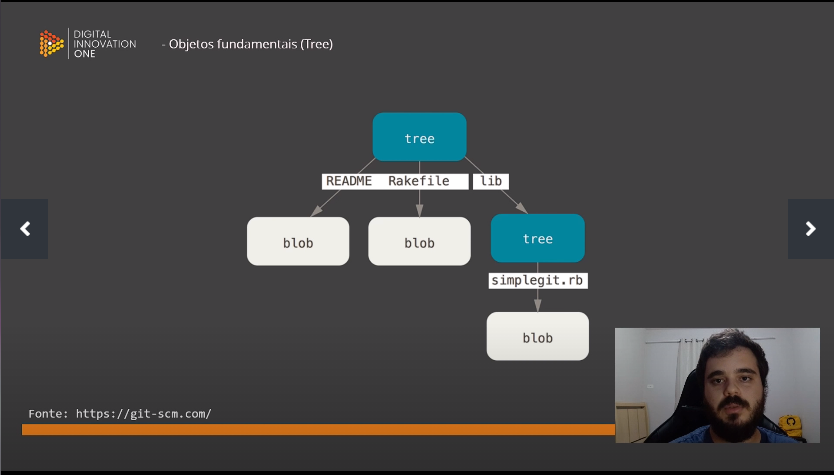 DIGITAL
INNOVATION
ONE
- Objetos fundamentais (Tree)
tree
README Rakefile lib
blob blob tree
simplegit.rb
blob
Fonte: https://git-scm.com/